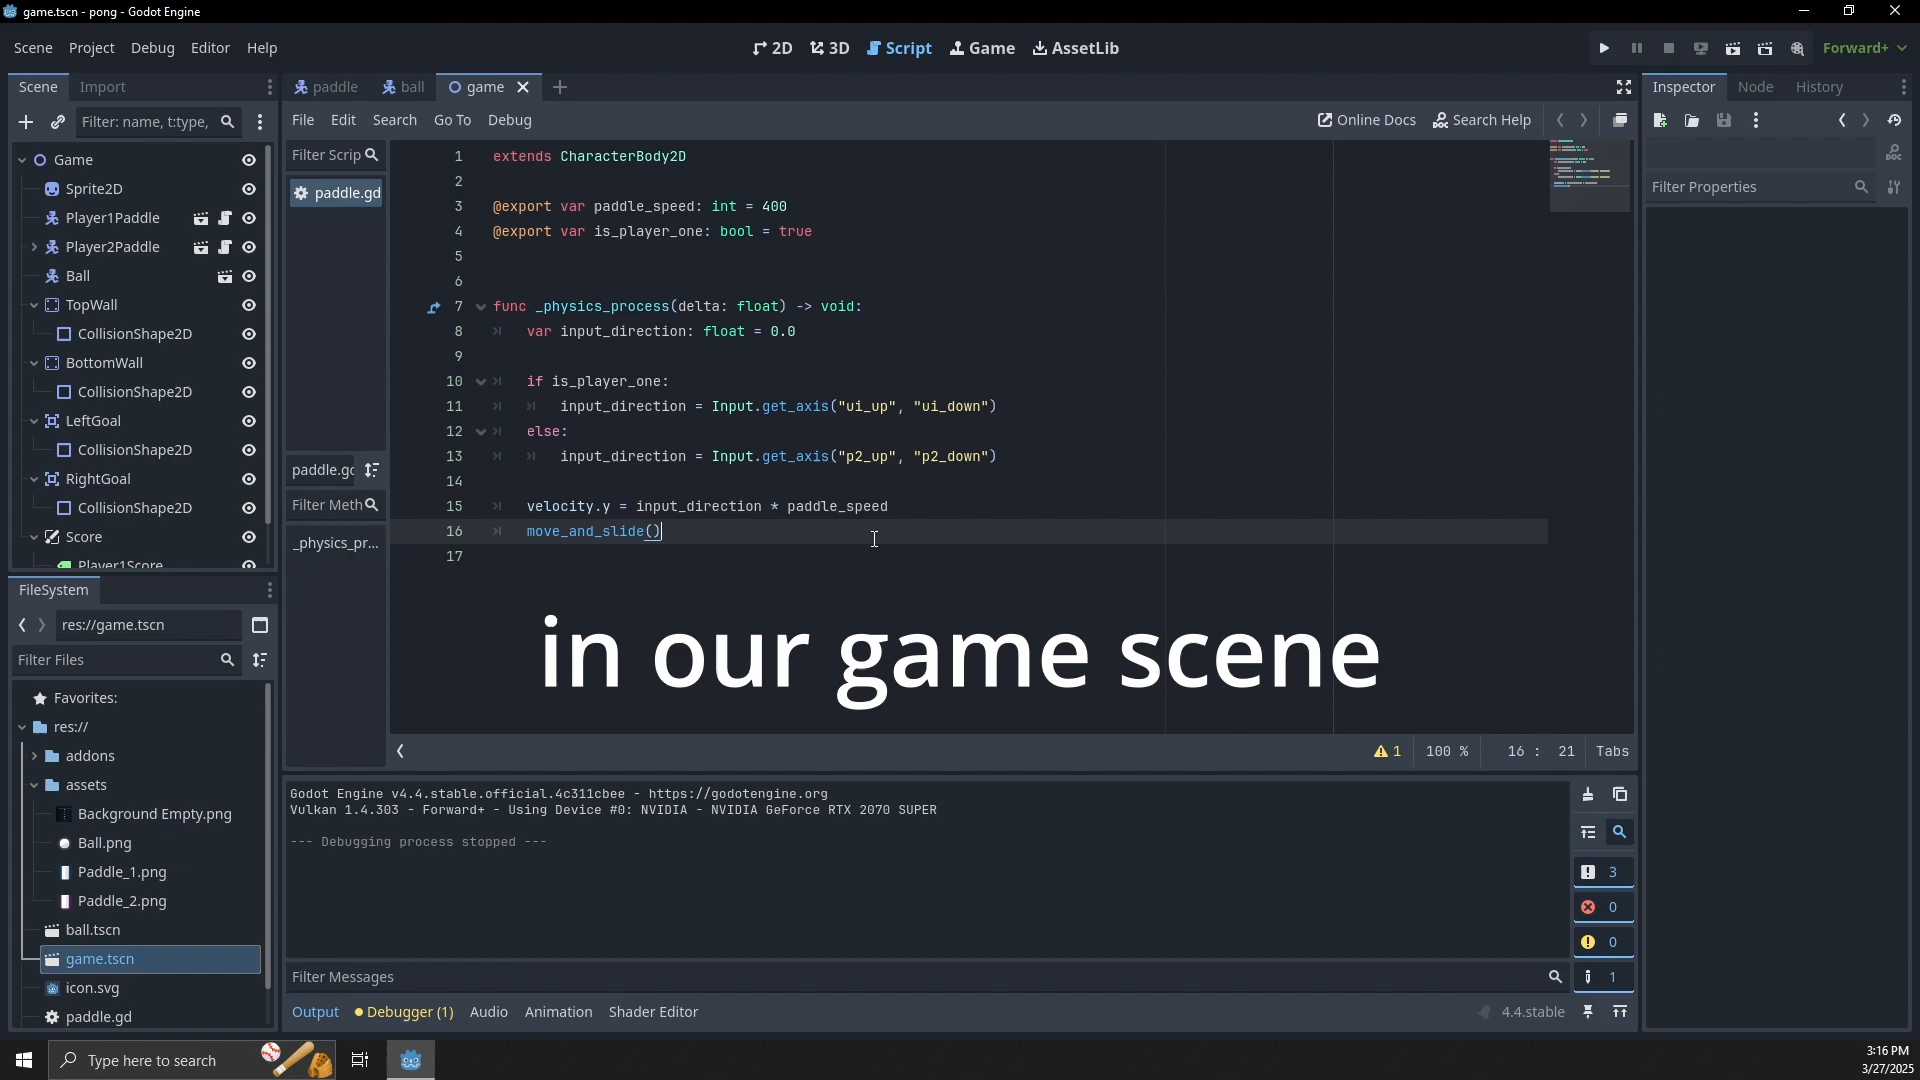 game.tscn - pong - Godot Engine
Scene Project Debug Editor Help
2D 3D Script Game AssetLib
Forward+
Scene Import
paddle ball game
Inspector Node History
Filter: name, t:type,
File Edit Search Go To Debug
Online Docs Search Help
Filter Scrip
paddle.gd
Filter Properties
Game
Sprite2D
Player1Paddle
Player2Paddle
Ball
TopWall
CollisionShape2D
BottomWall
CollisionShape2D
LeftGoal
CollisionShape2D
RightGoal
CollisionShape2D
Score
Player1Score
paddle.gd
Filter Meth
_physics_pr...
1 extends CharacterBody2D
2
3 @export var paddle_speed: int = 400
4 @export var is_player_one: bool = true
5
6
7 func _physics_process(delta: float) -> void:
8 var input_direction: float = 0.0
9
10 if is_player_one:
11 input_direction = Input.get_axis("ui_up", "ui_down")
12 else:
13 input_direction = Input.get_axis("p2_up", "p2_down")
14
15 velocity.y = input_direction * paddle_speed
16 move_and_slide()
17
in our game scene
1 100 % 16 : 21 Tabs
FileSystem
res://game.tscn
Filter Files
Favorites:
res://
addons
assets
Background Empty.png
Ball.png
Paddle_1.png
Paddle_2.png
ball.tscn
game.tscn
icon.svg
paddle.gd
Godot Engine v4.4.stable.official.4c311cbee - https://godotengine.org
Vulkan 1.4.303 - Forward+ - Using Device #0: NVIDIA - NVIDIA GeForce RTX 2070 SUPER
--- Debugging process stopped ---
3
0
0
1
Filter Messages
Output Debugger (1) Audio Animation Shader Editor
4.4.stable
Type here to search
3:16 PM
3/27/2025